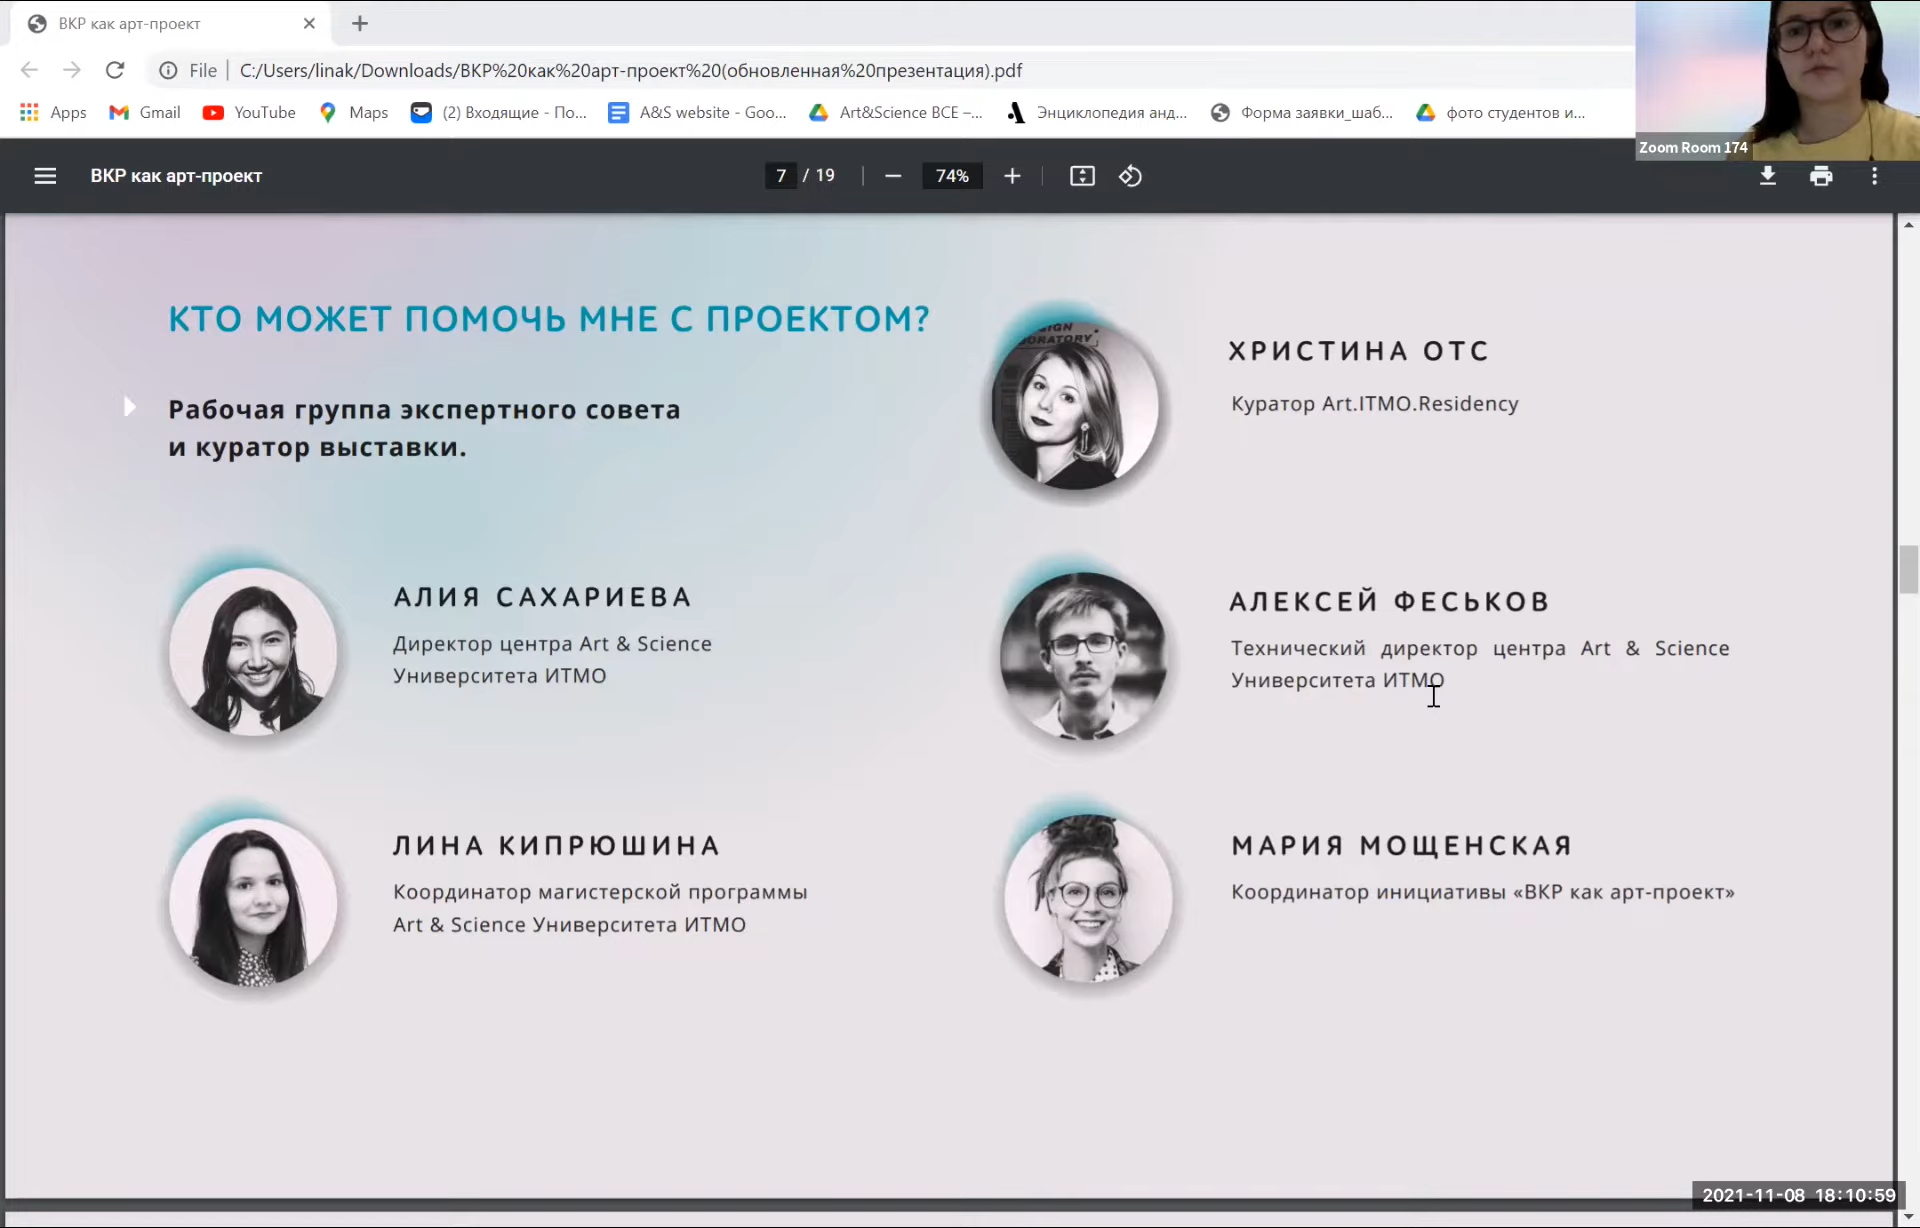 ВКР как арт-проект
File
C:/Users/linak/Downloads/ВКР%20как%20арт-проект%20(обновленная%20презентация).pdf
Apps
Gmail
YouTube
Maps
(2) Входящие - По...
A&S website - Goo...
Art&Science BCE –...
Энциклопедия анд...
Форма заявки_шаб...
фото студентов и...
Zoom Room 174
ВКР как арт-проект
7 / 19
74%
КТО МОЖЕТ ПОМОЧЬ МНЕ С ПРОЕКТОМ?
Рабочая группа экспертного совета
и куратор выставки.
ХРИСТИНА ОТС
Куратор Art.ITMO.Residency
АЛИЯ САХАРИЕВА
Директор центра Art & Science
Университета ИТМО
АЛЕКСЕЙ ФЕСЬКОВ
Технический директор центра Art & Science
Университета ИТМО
ЛИНА КИПРЮШИНА
Координатор магистерской программы
Art & Science Университета ИТМО
МАРИЯ МОЩЕНСКАЯ
Координатор инициативы «ВКР как арт-проект»
2021-11-08 18:10:59